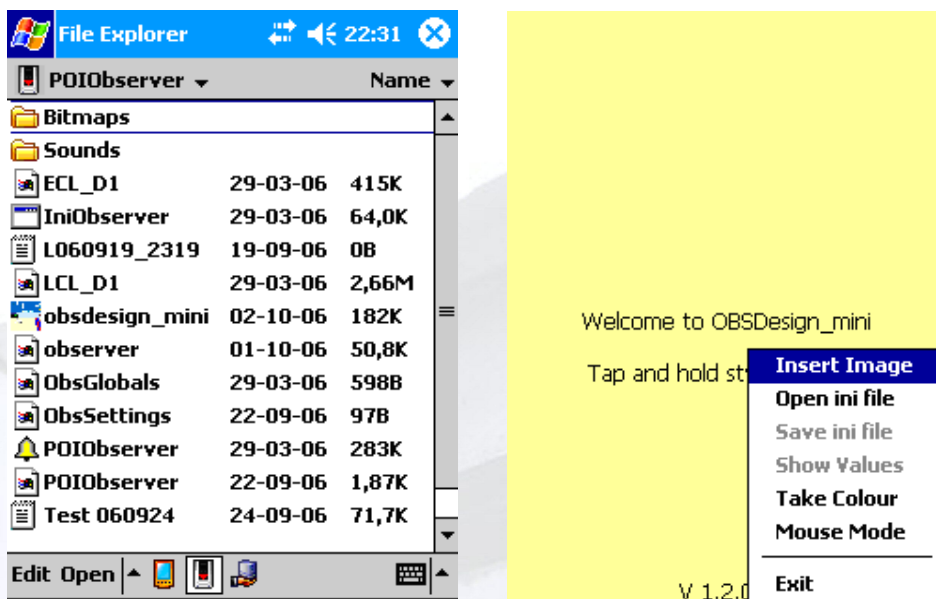 File Explorer 22:31
POIObserver Name
Bitmaps
Sounds
ECL_D1 29-03-06 415K
IniObserver 29-03-06 64,0K
L060919_2319 19-09-06 0B
LCL_D1 29-03-06 2,66M
obsdesign_mini 02-10-06 182K
observer 01-10-06 50,8K
ObsGlobals 29-03-06 598B
ObsSettings 22-09-06 97B
POIObserver 29-03-06 283K
POIObserver 22-09-06 1,87K
Test 060924 24-09-06 71,7K
Edit Open
Welcome to OBSDesign_mini
Tap and hold st
Insert Image
Open ini file
Save ini file
Show Values
Take Colour
Mouse Mode
Exit
V 1.2.0